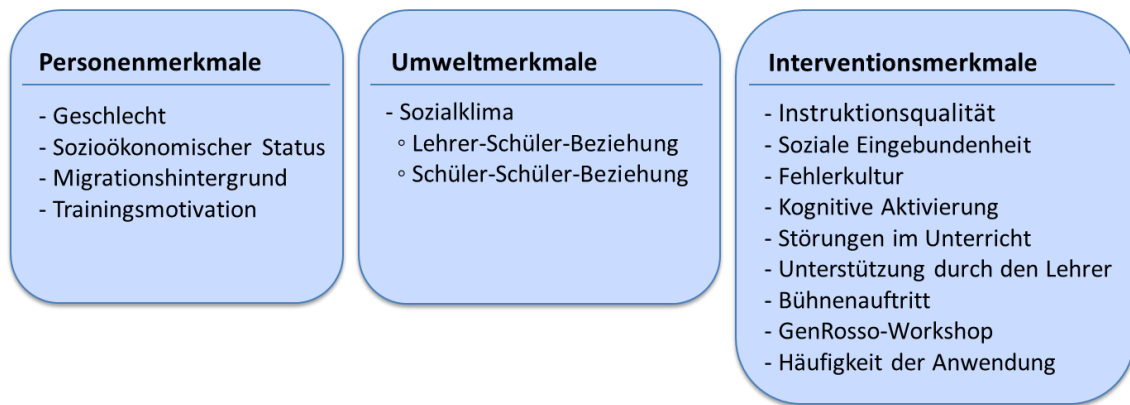 Personenmerkmale
- Geschlecht
- Sozioökonomischer Status
- Migrationshintergrund
- Trainingsmotivation
Umweltmerkmale
- Sozialklima
◦ Lehrer-Schüler-Beziehung
◦ Schüler-Schüler-Beziehung
Interventionsmerkmale
- Instruktionsqualität
- Soziale Eingebundenheit
- Fehlerkultur
- Kognitive Aktivierung
- Störungen im Unterricht
- Unterstützung durch den Lehrer
- Bühnenauftritt
- GenRosso-Workshop
- Häufigkeit der Anwendung